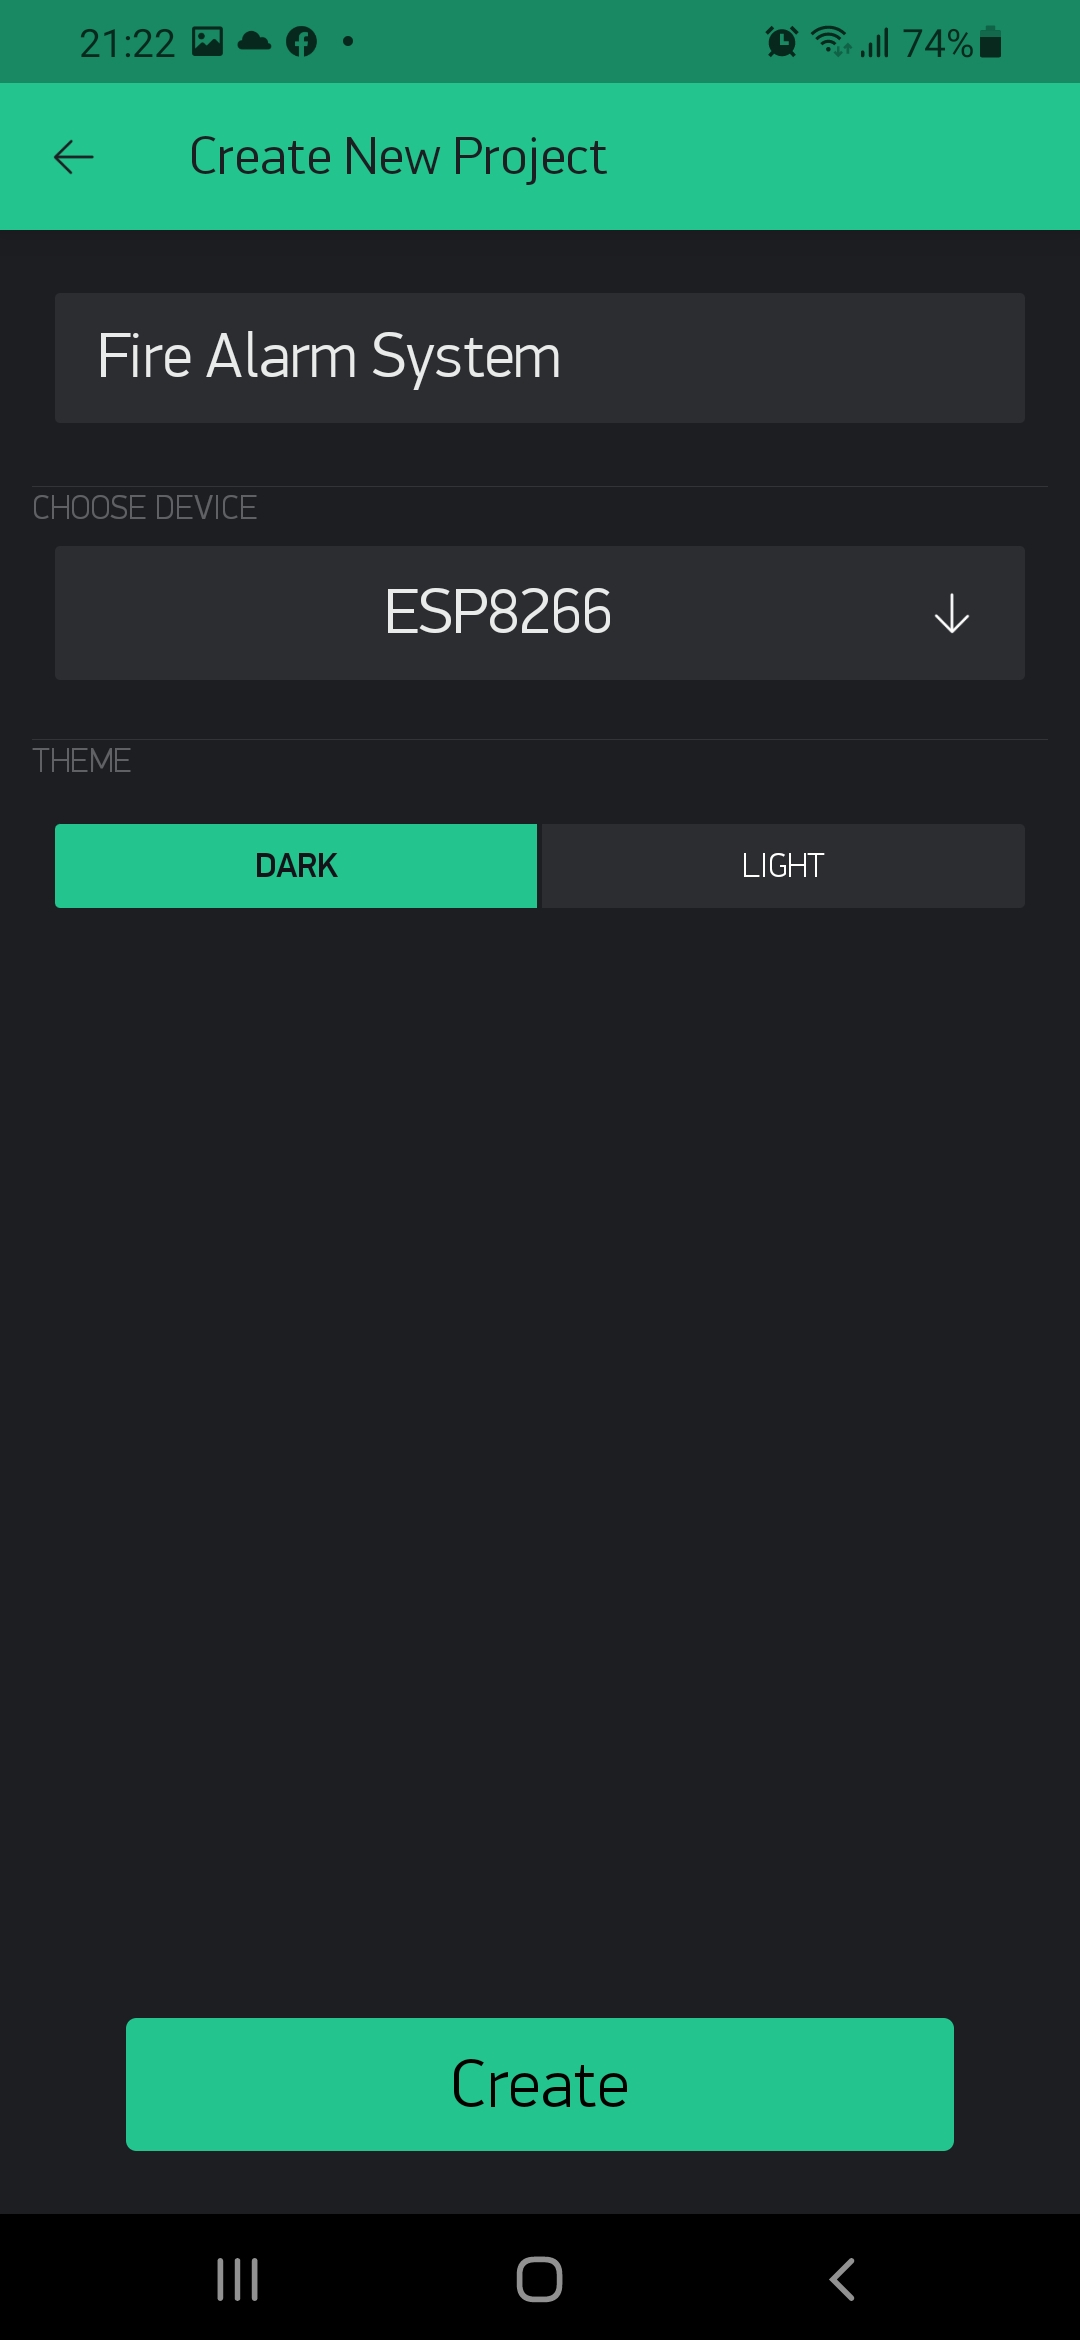 21:22 74%
Create New Project
Fire Alarm System
CHOOSE DEVICE
ESP8266
THEME
DARK LIGHT
Create